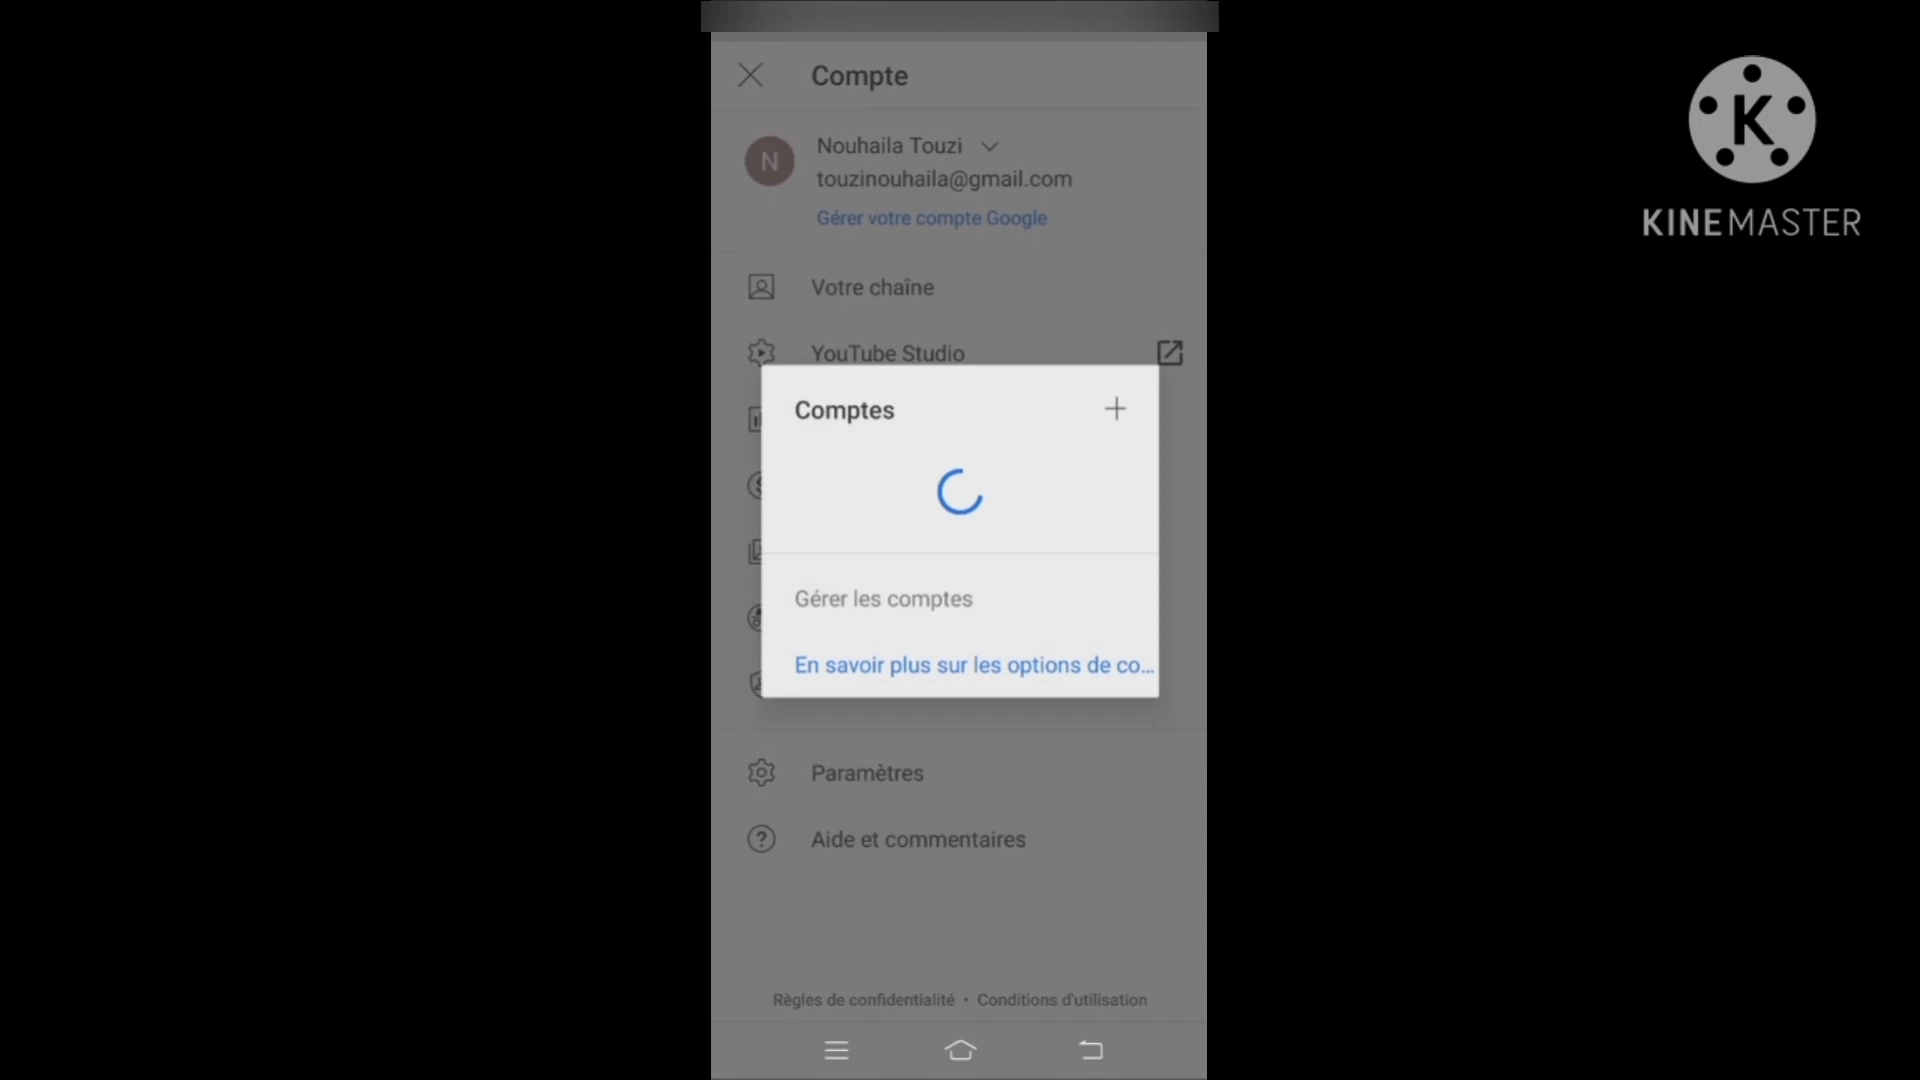 Compte
N
Nouhaila Touzi
touzinouhaila@gmail.com
Gérer votre compte Google
Votre chaîne
YouTube Studio
Comptes
Gérer les comptes
En savoir plus sur les options de co...
Paramètres
Aide et commentaires
Règles de confidentialité • Conditions d'utilisation
K
KINEMASTER